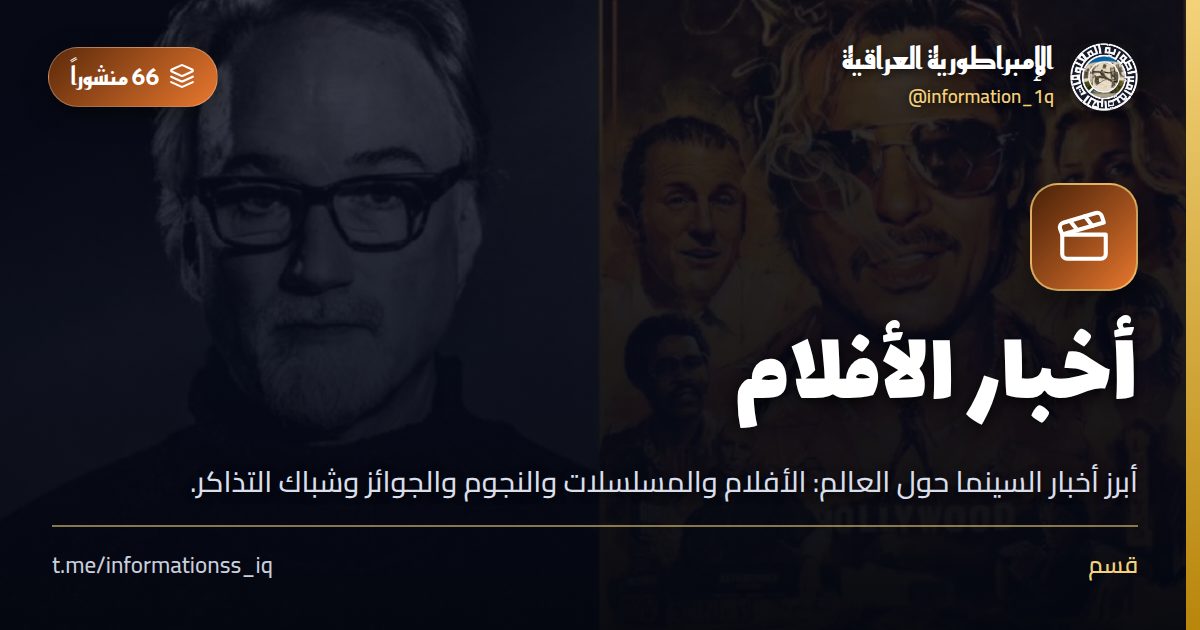 الإمبراطورية العراقية
@information_1q
66 منشوراً
أخبار الأفلام
أبرز أخبار السينما حول العالم: الأفلام والمسلسلات والنجوم والجوائز وشباك التذاكر.
HOLLYWOOD
قسم
t.me/informationss_iq